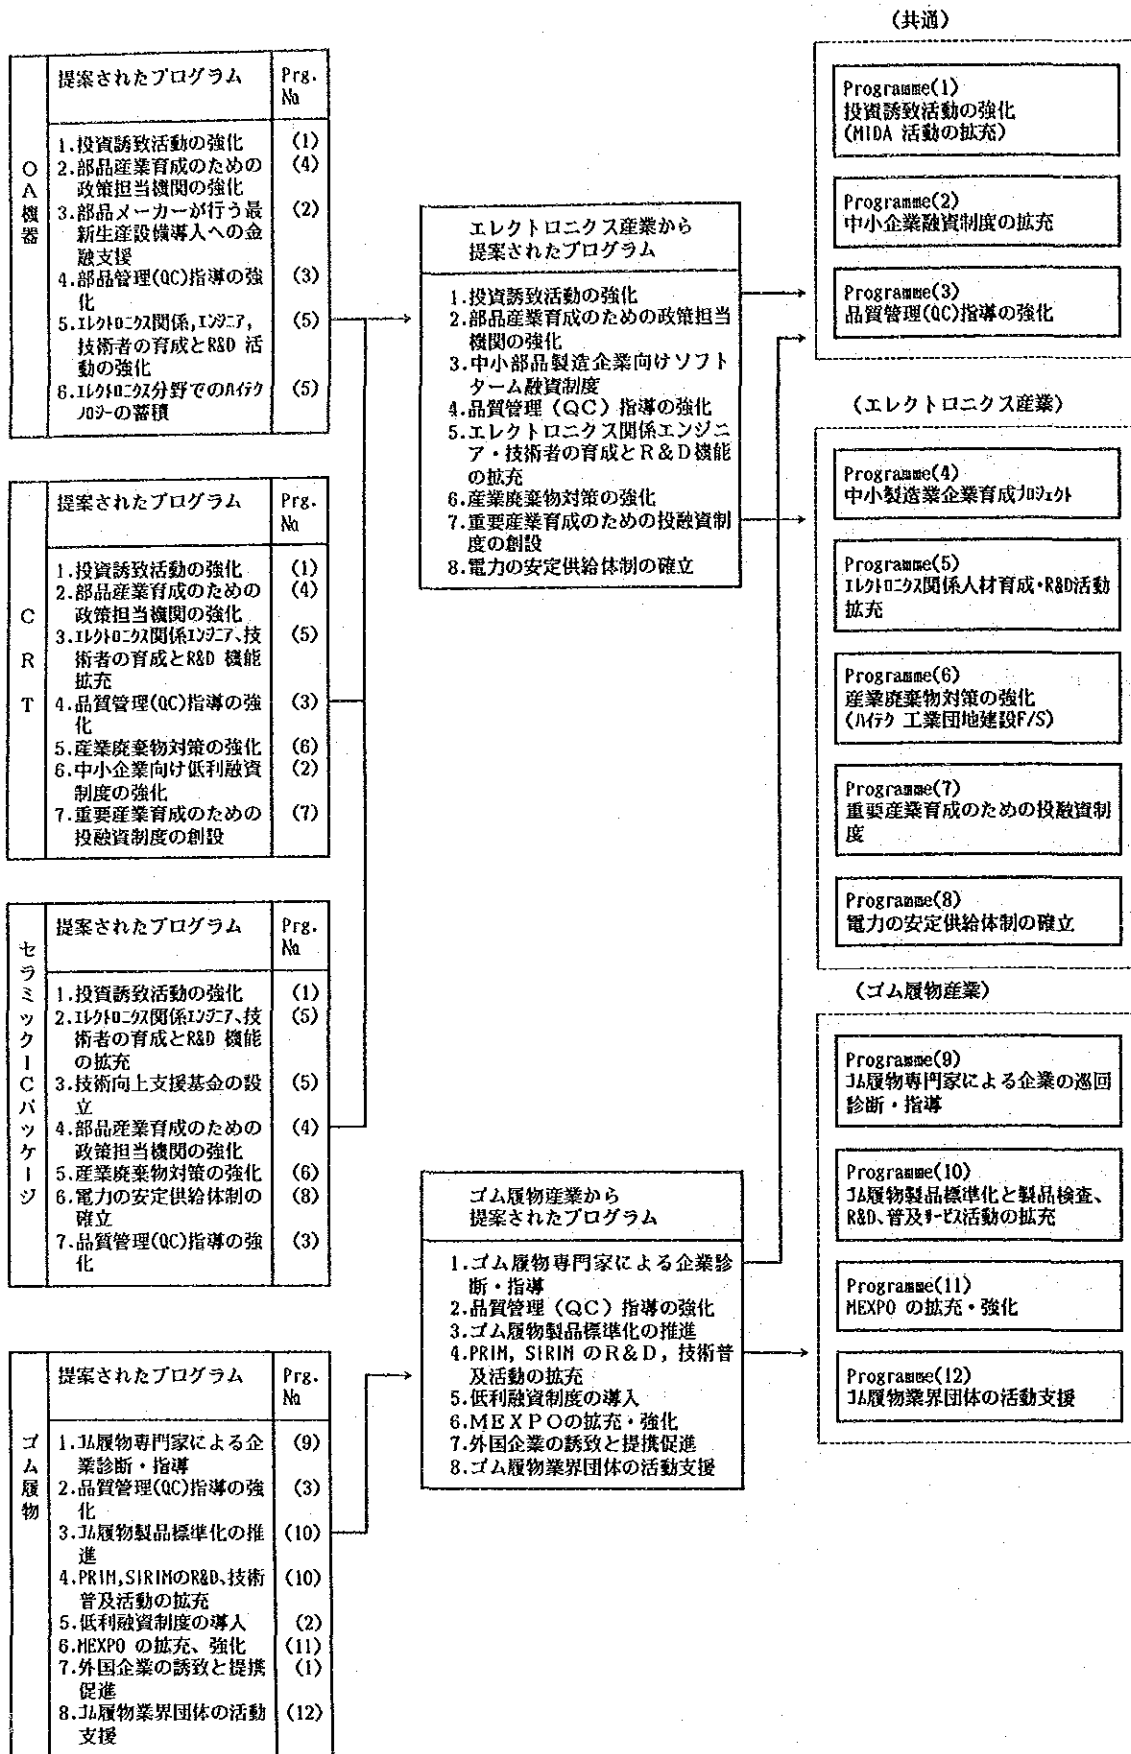 OA機器
提案されたプログラム
Prg.
No
1.投資誘致活動の強化 (1)
2.部品産業育成のための (4)
政策担当機関の強化
3.部品メーカーが行う最 (2)
新生産設備導入への金
融支援
4.部品管理(QC)指導の強 (3)
化
5.エレクトロニクス関係,エンジニア, (5)
技術者の育成とR&D 活
動の強化
6.エレクトロニクス分野でのハイテク (5)
ノロジーの蓄積
CRT
提案されたプログラム
Prg.
No
1.投資誘致活動の強化 (1)
2.部品産業育成のための (4)
政策担当機関の強化
3.エレクトロニクス関係エンジニア、技 (5)
術者の育成とR&D 機能
拡充
4.品質管理(QC)指導の強 (3)
化
5.産業廃棄物対策の強化 (6)
6.中小企業向け低利融資 (2)
制度の強化
7.重要産業育成のための (7)
投融資制度の創設
セラミックICパッケージ
提案されたプログラム
Prg.
No
1.投資誘致活動の強化 (1)
2.エレクトロニクス関係エンジニア、技 (5)
術者の育成とR&D 機能
の拡充
3.技術向上支援基金の設 (5)
立
4.部品産業育成のための (4)
政策担当機関の強化
5.産業廃棄物対策の強化 (6)
6.電力の安定供給体制の (8)
確立
7.品質管理(QC)指導の強 (3)
化
ゴム履物
提案されたプログラム
Prg.
No
1.ゴム履物専門家による企 (9)
業診断・指導
2.品質管理(QC)指導の強 (3)
化
3.ゴム履物製品標準化の推 (10)
進
4.PRIM,SIRIMのR&D、技術 (10)
普及活動の拡充
5.低利融資制度の導入 (2)
6.MEXPO の拡充、強化 (11)
7.外国企業の誘致と提携 (1)
促進
8.ゴム履物業界団体の活動 (12)
支援
エレクトロニクス産業から
提案されたプログラム
1.投資誘致活動の強化
2.部品産業育成のための政策担当
機関の強化
3.中小部品製造企業向けソフト
ターム融資制度
4.品質管理(QC)指導の強化
5.エレクトロニクス関係エンジニ
ア・技術者の育成とR&D機能
の拡充
6.産業廃棄物対策の強化
7.重要産業育成のための投融資制
度の創設
8.電力の安定供給体制の確立
ゴム履物産業から
提案されたプログラム
1.ゴム履物専門家による企業診
断・指導
2.品質管理(QC)指導の強化
3.ゴム履物製品標準化の推進
4.PRIM, SIRIM のR&D, 技術普
及活動の拡充
5.低利融資制度の導入
6.MEXPOの拡充・強化
7.外国企業の誘致と提携促進
8.ゴム履物業界団体の活動支援
(共通)
Programme(1)
投資誘致活動の強化
(MIDA 活動の拡充)
Programme(2)
中小企業融資制度の拡充
Programme(3)
品質管理(QC)指導の強化
(エレクトロニクス産業)
Programme(4)
中小製造業企業育成プロジェクト
Programme(5)
エレクトロニクス関係人材育成・R&D活動
拡充
Programme(6)
産業廃棄物対策の強化
(ハイテク 工業団地建設F/S)
Programme(7)
重要産業育成のための投融資制
度
Programme(8)
電力の安定供給体制の確立
(ゴム履物産業)
Programme(9)
ゴム履物専門家による企業の巡回
診断・指導
Programme(10)
ゴム履物製品標準化と製品検査、
R&D、普及サービス活動の拡充
Programme(11)
MEXPO の拡充・強化
Programme(12)
ゴム履物業界団体の活動支援